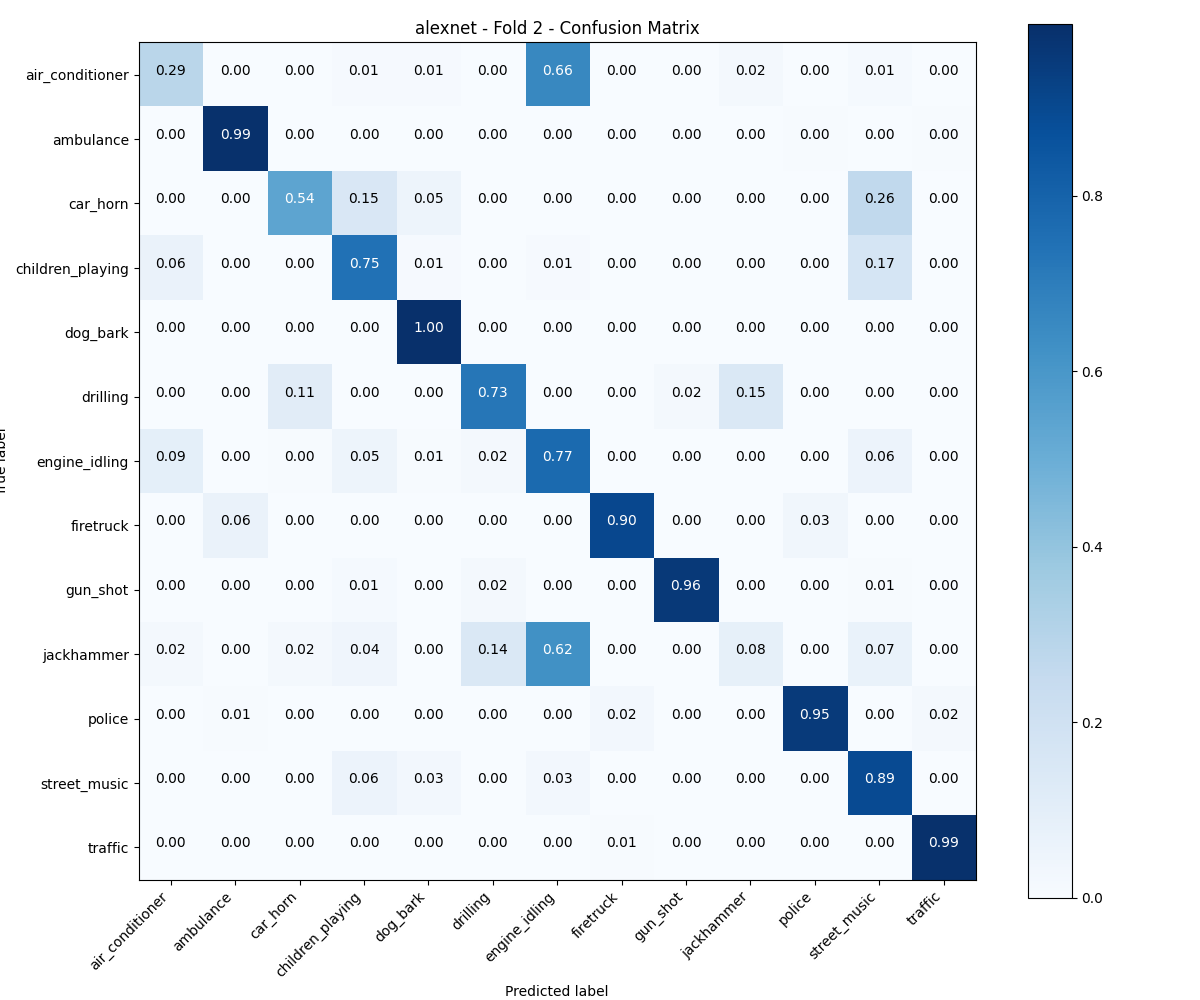 alexnet - Fold 2 - Confusion Matrix
air_conditioner 0.29 0.00 0.00 0.01 0.01 0.00 0.66 0.00 0.00 0.02 0.00 0.01 0.00
ambulance 0.00 0.99 0.00 0.00 0.00 0.00 0.00 0.00 0.00 0.00 0.00 0.00 0.00
car_horn 0.00 0.00 0.54 0.15 0.05 0.00 0.00 0.00 0.00 0.00 0.00 0.26 0.00
children_playing 0.06 0.00 0.00 0.75 0.01 0.00 0.01 0.00 0.00 0.00 0.00 0.17 0.00
dog_bark 0.00 0.00 0.00 0.00 1.00 0.00 0.00 0.00 0.00 0.00 0.00 0.00 0.00
drilling 0.00 0.00 0.11 0.00 0.00 0.73 0.00 0.00 0.02 0.15 0.00 0.00 0.00
engine_idling 0.09 0.00 0.00 0.05 0.01 0.02 0.77 0.00 0.00 0.00 0.00 0.06 0.00
firetruck 0.00 0.06 0.00 0.00 0.00 0.00 0.00 0.90 0.00 0.00 0.03 0.00 0.00
gun_shot 0.00 0.00 0.00 0.01 0.00 0.02 0.00 0.00 0.96 0.00 0.00 0.01 0.00
jackhammer 0.02 0.00 0.02 0.04 0.00 0.14 0.62 0.00 0.00 0.08 0.00 0.07 0.00
police 0.00 0.01 0.00 0.00 0.00 0.00 0.00 0.02 0.00 0.00 0.95 0.00 0.02
street_music 0.00 0.00 0.00 0.06 0.03 0.00 0.03 0.00 0.00 0.00 0.00 0.89 0.00
traffic 0.00 0.00 0.00 0.00 0.00 0.00 0.00 0.01 0.00 0.00 0.00 0.00 0.99
air_conditioner ambulance car_horn children_playing dog_bark drilling engine_idling firetruck gun_shot jackhammer police street_music traffic
Predicted label
0.8
0.6
0.4
0.2
0.0